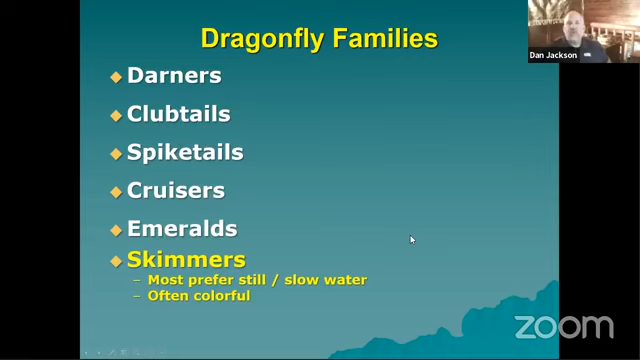 Dragonfly Families
Darners
Clubtails
Spiketails
Cruisers
Emeralds
Skimmers
– Most prefer still / slow water
– Often colorful
Dan Jackson
zoom